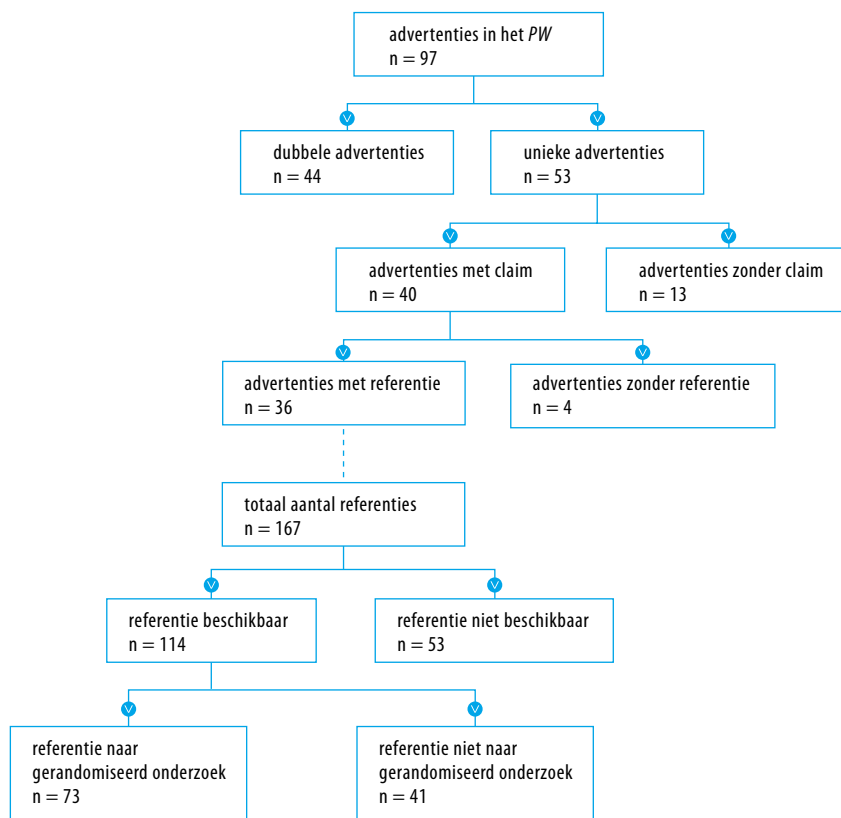 advertenties in het PW
n = 97
dubbele advertenties
n = 44
unieke advertenties
n = 53
advertenties met claim
n = 40
advertenties zonder claim
n = 13
advertenties met referentie
n = 36
advertenties zonder referentie
n = 4
totaal aantal referenties
n = 167
referentie beschikbaar
n = 114
referentie niet beschikbaar
n = 53
referentie naar
gerandomiseerd onderzoek
n = 73
referentie niet naar
gerandomiseerd onderzoek
n = 41